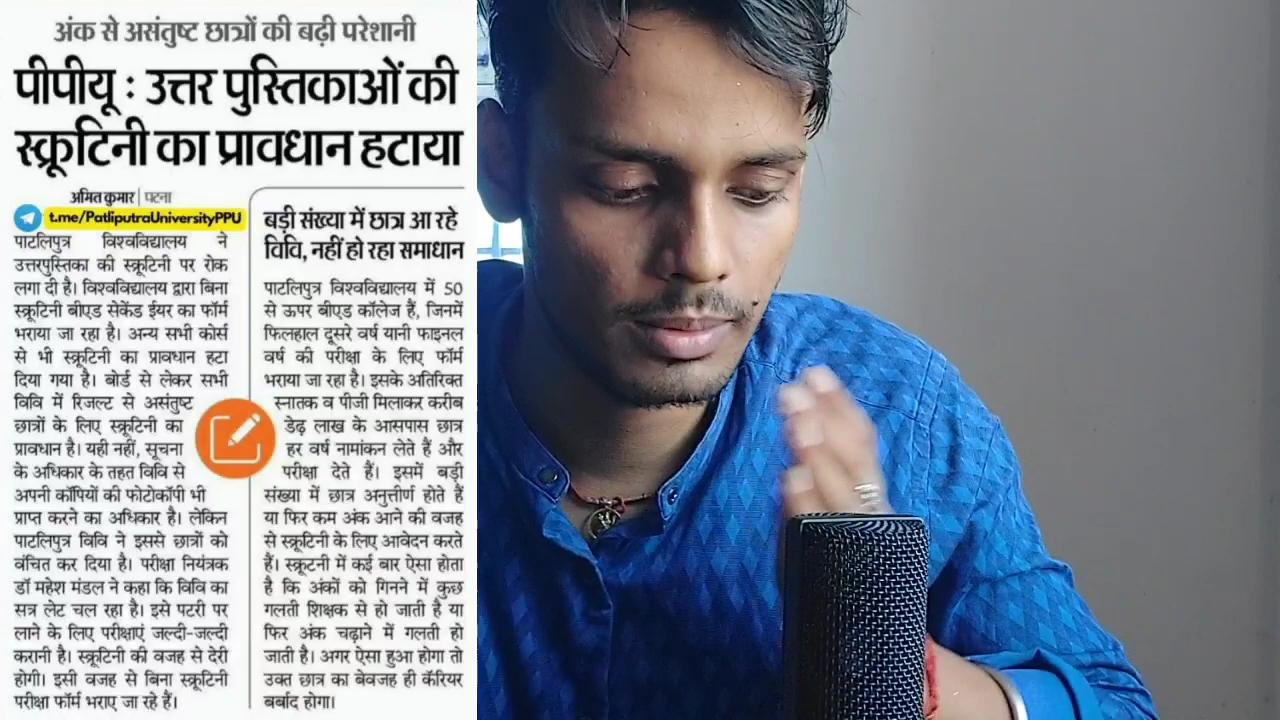 अंक से असंतुष्ट छात्रों की बढ़ी परेशानी
पीपीयू : उत्तर पुस्तिकाओं की
स्क्रूटिनी का प्रावधान हटाया
अमित कुमार | पटना
t.me/PatliputraUniversityPPU
पाटलिपुत्र विश्वविद्यालय ने
उत्तरपुस्तिका की स्क्रूटिनी पर रोक
लगा दी है। विश्वविद्यालय द्वारा बिना
स्क्रूटिनी बीएड सेकेंड ईयर का फॉर्म
भराया जा रहा है। अन्य सभी कोर्स
से भी स्क्रूटिनी का प्रावधान हटा
दिया गया है। बोर्ड से लेकर सभी
विवि में रिजल्ट से असंतुष्ट
छात्रों के लिए स्क्रूटिनी का
प्रावधान है। यही नहीं, सूचना
के अधिकार के तहत विवि से
अपनी कॉपियों की फोटोकॉपी भी
प्राप्त करने का अधिकार है। लेकिन
पाटलिपुत्र विवि ने इससे छात्रों को
वंचित कर दिया है। परीक्षा नियंत्रक
डॉ महेश मंडल ने कहा कि विवि का
सत्र लेट चल रहा है। इसे पटरी पर
लाने के लिए परीक्षाएं जल्दी-जल्दी
करानी है। स्क्रूटिनी की वजह से देरी
होगी। इसी वजह से बिना स्क्रूटिनी
परीक्षा फॉर्म भराए जा रहे हैं।
बड़ी संख्या में छात्र आ रहे
विवि, नहीं हो रहा समाधान
पाटलिपुत्र विश्वविद्यालय में 50
से ऊपर बीएड कॉलेज हैं, जिनमें
फिलहाल दूसरे वर्ष यानी फाइनल
वर्ष की परीक्षा के लिए फॉर्म
भराया जा रहा है। इसके अतिरिक्त
स्नातक व पीजी मिलाकर करीब
डेढ़ लाख के आसपास छात्र
हर वर्ष नामांकन लेते हैं और
परीक्षा देते हैं। इसमें बड़ी
संख्या में छात्र अनुत्तीर्ण होते हैं
या फिर कम अंक आने की वजह
से स्क्रूटिनी के लिए आवेदन करते
हैं। स्क्रूटनी में कई बार ऐसा होता
है कि अंकों को गिनने में कुछ
गलती शिक्षक से हो जाती है या
फिर अंक चढ़ाने में गलती हो
जाती है। अगर ऐसा हुआ होगा तो
उक्त छात्र का बेवजह ही कॅरियर
बर्बाद होगा।